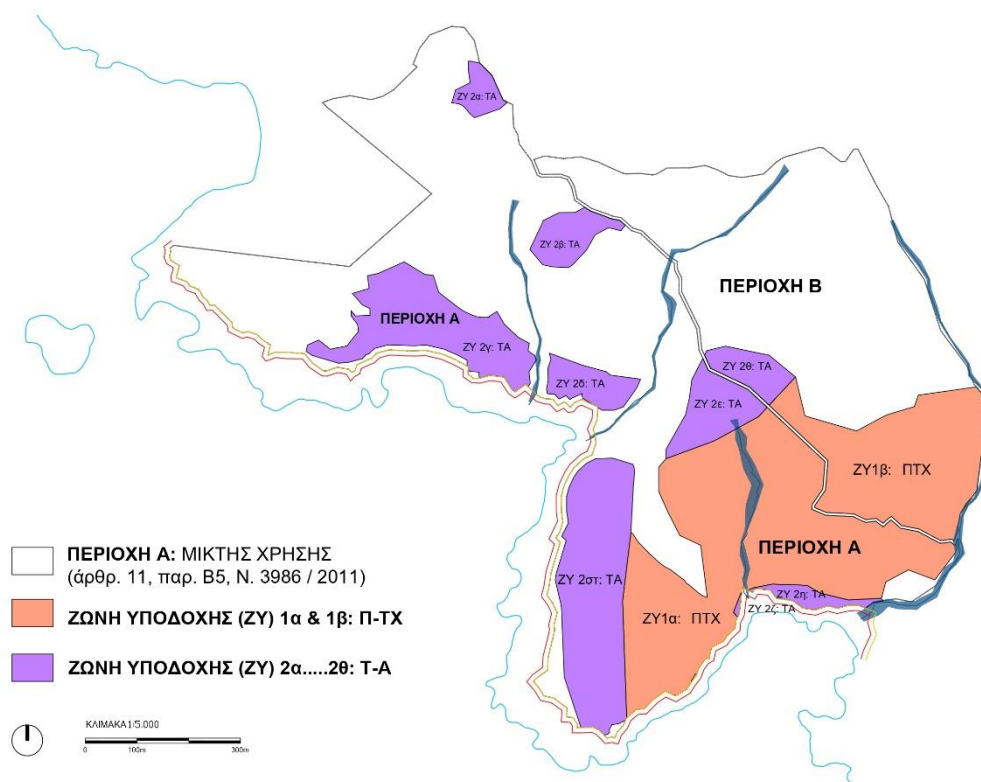 ΖΥ 2α: ΤΑ
ΖΥ 2β: ΤΑ
ΠΕΡΙΟΧΗ Β
ΠΕΡΙΟΧΗ Α
ΖΥ 2γ: ΤΑ
ΖΥ 2θ: ΤΑ
ΖΥ 2δ: ΤΑ
ΖΥ 2ε: ΤΑ
ΖΥ1β: ΠΤΧ
ΠΕΡΙΟΧΗ Α
ΖΥ 2στ: ΤΑ
ΖΥ 2η: ΤΑ
ΖΥ 2ζ: ΤΑ
ΖΥ1α: ΠΤΧ
ΠΕΡΙΟΧΗ Α: ΜΙΚΤΗΣ ΧΡΗΣΗΣ
(άρθρ. 11, παρ. Β5, Ν. 3986 / 2011)
ΖΩΝΗ ΥΠΟΔΟΧΗΣ (ΖΥ) 1α & 1β: Π-ΤΧ
ΖΩΝΗ ΥΠΟΔΟΧΗΣ (ΖΥ) 2α.....2θ: Τ-Α
ΚΛΙΜΑΚΑ 1/5.000
0 100m 300m